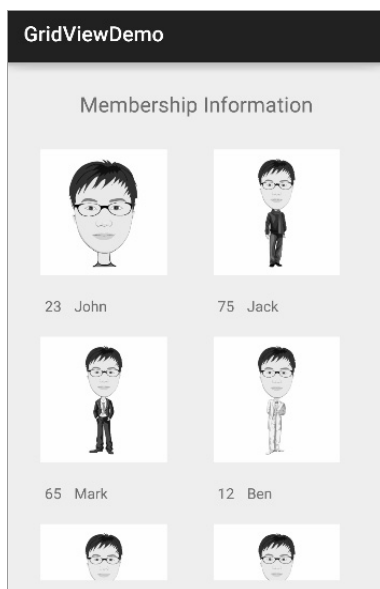 GridViewDemo
Membership Information
23 John
75 Jack
65 Mark
12 Ben